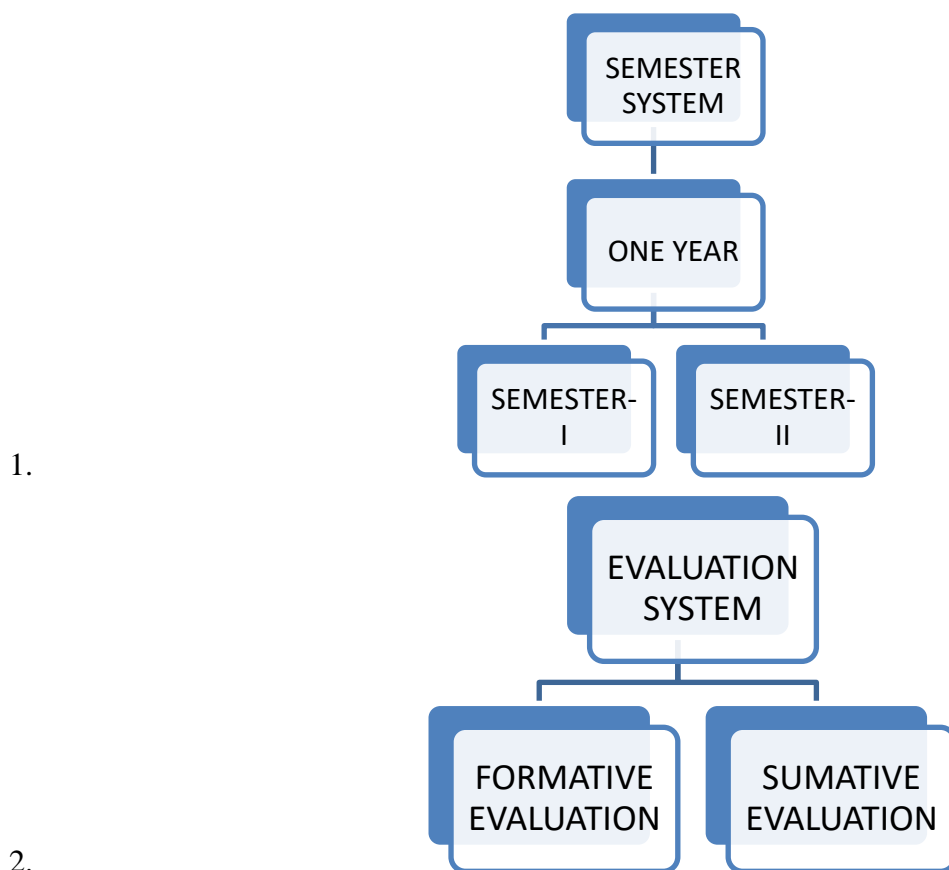 SEMESTER
SYSTEM
ONE YEAR
SEMESTER-
I
SEMESTER-
II
1.
EVALUATION
SYSTEM
FORMATIVE
EVALUATION
SUMATIVE
EVALUATION
2.